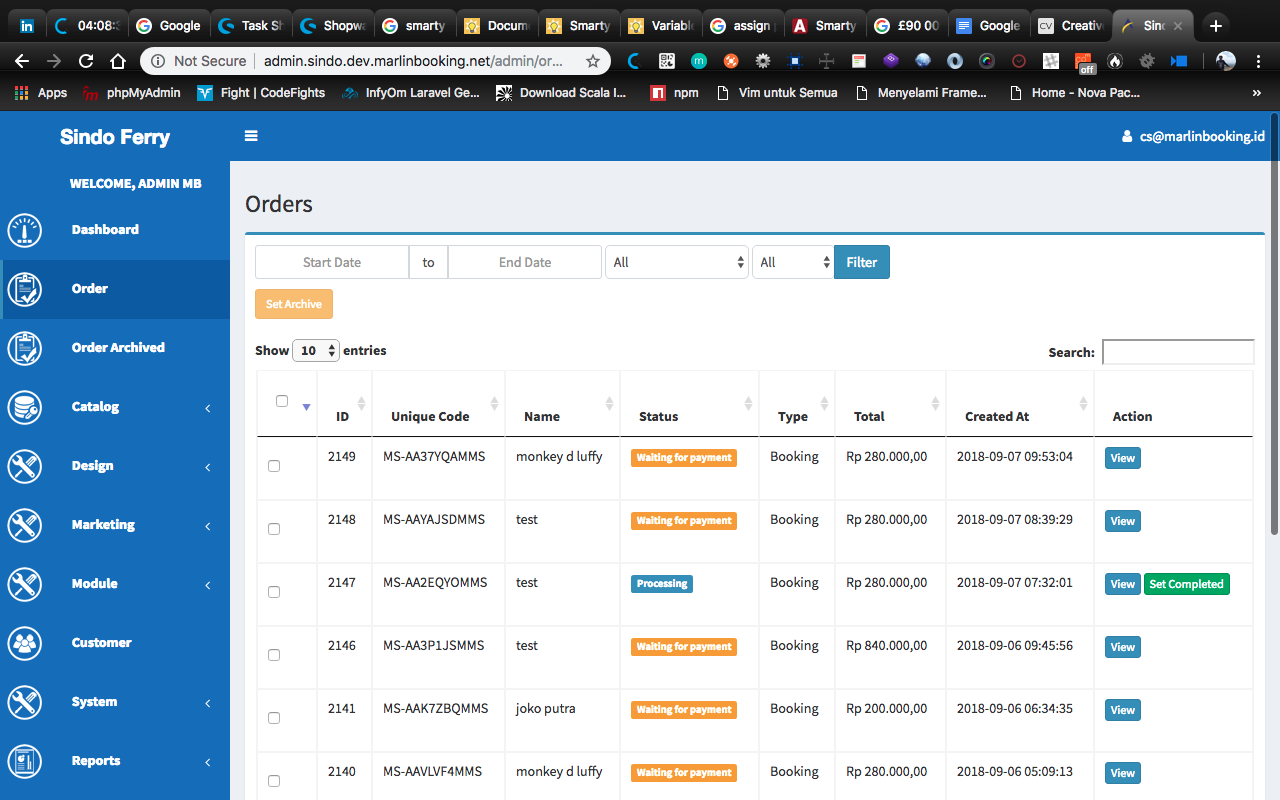 04:08:3
Google
Task Sh
Shopwa
smarty
Docume
Smarty
Variable
assign
Smarty
£90 00
Google
CV
Creative
Sind
Not Secure
admin.sindo.dev.marlinbooking.net/admin/or...
off
Apps
phpMyAdmin
Fight | CodeFights
InfyOm Laravel Ge...
Download Scala I...
npm
Vim untuk Semua
Menyelami Frame...
Home - Nova Pac...
»
Sindo Ferry
cs@marlinbooking.id
WELCOME, ADMIN MB
Dashboard
Order
Order Archived
Catalog
Design
Marketing
Module
Customer
System
Reports
Orders
Start Date to End Date All All Filter
Set Archive
Show 10 entries
Search:
ID Unique Code Name Status Type Total Created At Action
2149 MS-AA37YQAMMS monkey d luffy Waiting for payment Booking Rp 280.000,00 2018-09-07 09:53:04 View
2148 MS-AAYAJSDMMS test Waiting for payment Booking Rp 280.000,00 2018-09-07 08:39:29 View
2147 MS-AA2EQYOMMS test Processing Booking Rp 280.000,00 2018-09-07 07:32:01 View Set Completed
2146 MS-AA3P1JSMMS test Waiting for payment Booking Rp 840.000,00 2018-09-06 09:45:56 View
2141 MS-AAK7ZBQMMS joko putra Waiting for payment Booking Rp 200.000,00 2018-09-06 06:34:35 View
2140 MS-AAVLVF4MMS monkey d luffy Waiting for payment Booking Rp 280.000,00 2018-09-06 05:09:13 View